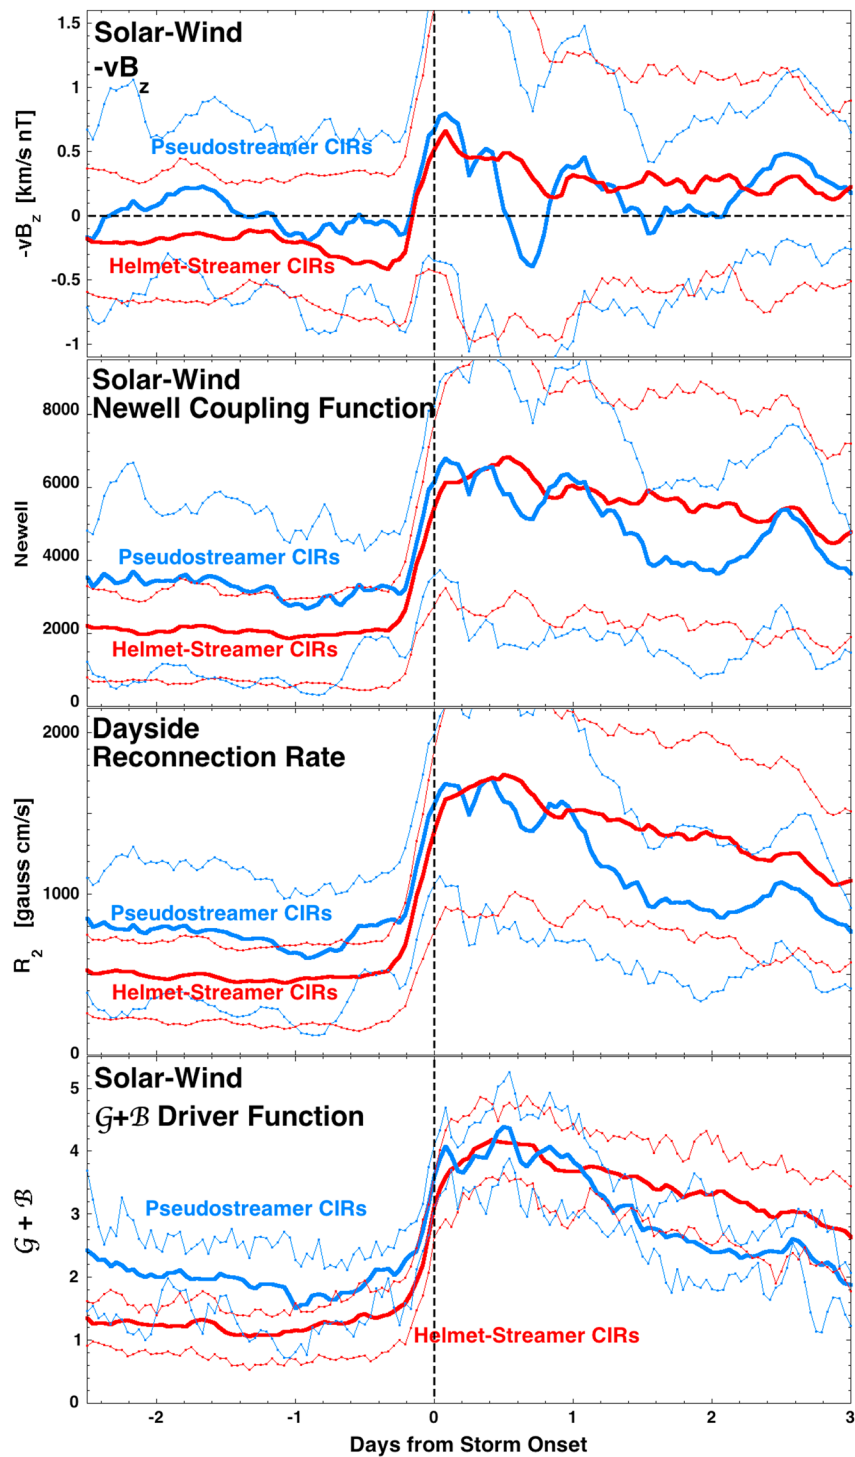 Solar-Wind
-vBz
1.5
1
0.5
0
-0.5
-1
-vBz [km/s nT]
Pseudostreamer CIRs
Helmet-Streamer CIRs
Solar-Wind
Newell Coupling Function
8000
6000
4000
2000
0
Newell
Pseudostreamer CIRs
Helmet-Streamer CIRs
Dayside
Reconnection Rate
2000
1000
0
R2 [gauss cm/s]
Pseudostreamer CIRs
Helmet-Streamer CIRs
Solar-Wind
𝒢+ℬ Driver Function
5
4
3
2
1
0
𝒢 + ℬ
Pseudostreamer CIRs
Helmet-Streamer CIRs
-2 -1 0 1 2 3
Days from Storm Onset